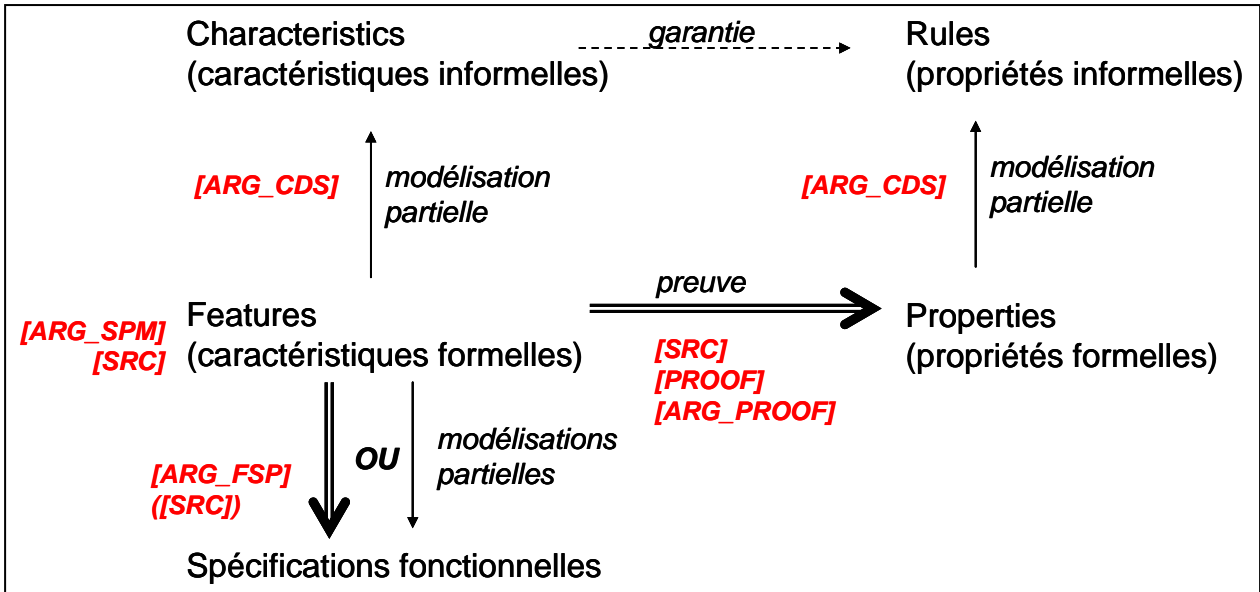 Characteristics
(caractéristiques informelles)
garantie
Rules
(propriétés informelles)
[ARG_CDS]
modélisation
partielle
[ARG_CDS]
modélisation
partielle
[ARG_SPM]
[SRC]
Features
(caractéristiques formelles)
preuve
[SRC]
[PROOF]
[ARG_PROOF]
Properties
(propriétés formelles)
[ARG_FSP]
([SRC])
OU
modélisations
partielles
Spécifications fonctionnelles